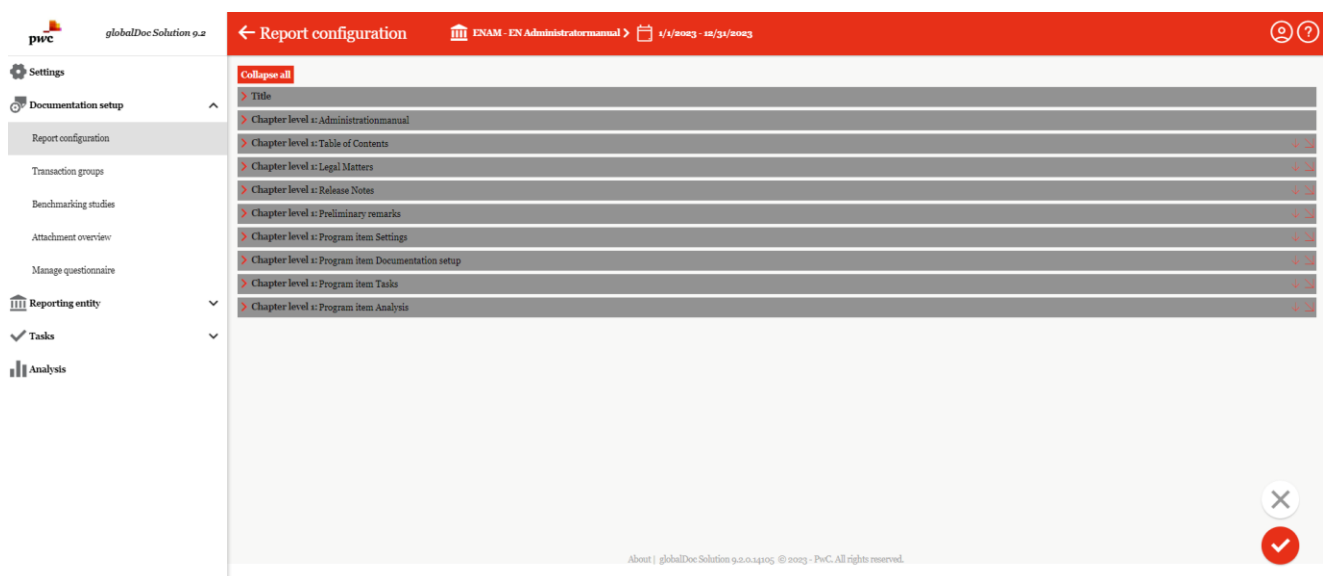 pwc
globalDoc Solution 9.2
Report configuration
ENAM - EN Administratormanual
1/1/2023 - 12/31/2023
Settings
Documentation setup
Report configuration
Transaction groups
Benchmarking studies
Attachment overview
Manage questionnaire
Reporting entity
Tasks
Analysis
Collapse all
Title
Chapter level 1: Administrationmanual
Chapter level 1: Table of Contents
Chapter level 1: Legal Matters
Chapter level 1: Release Notes
Chapter level 1: Preliminary remarks
Chapter level 1: Program item Settings
Chapter level 1: Program item Documentation setup
Chapter level 1: Program item Tasks
Chapter level 1: Program item Analysis
About | globalDoc Solution 9.2.0.14105 © 2023 - PwC. All rights reserved.